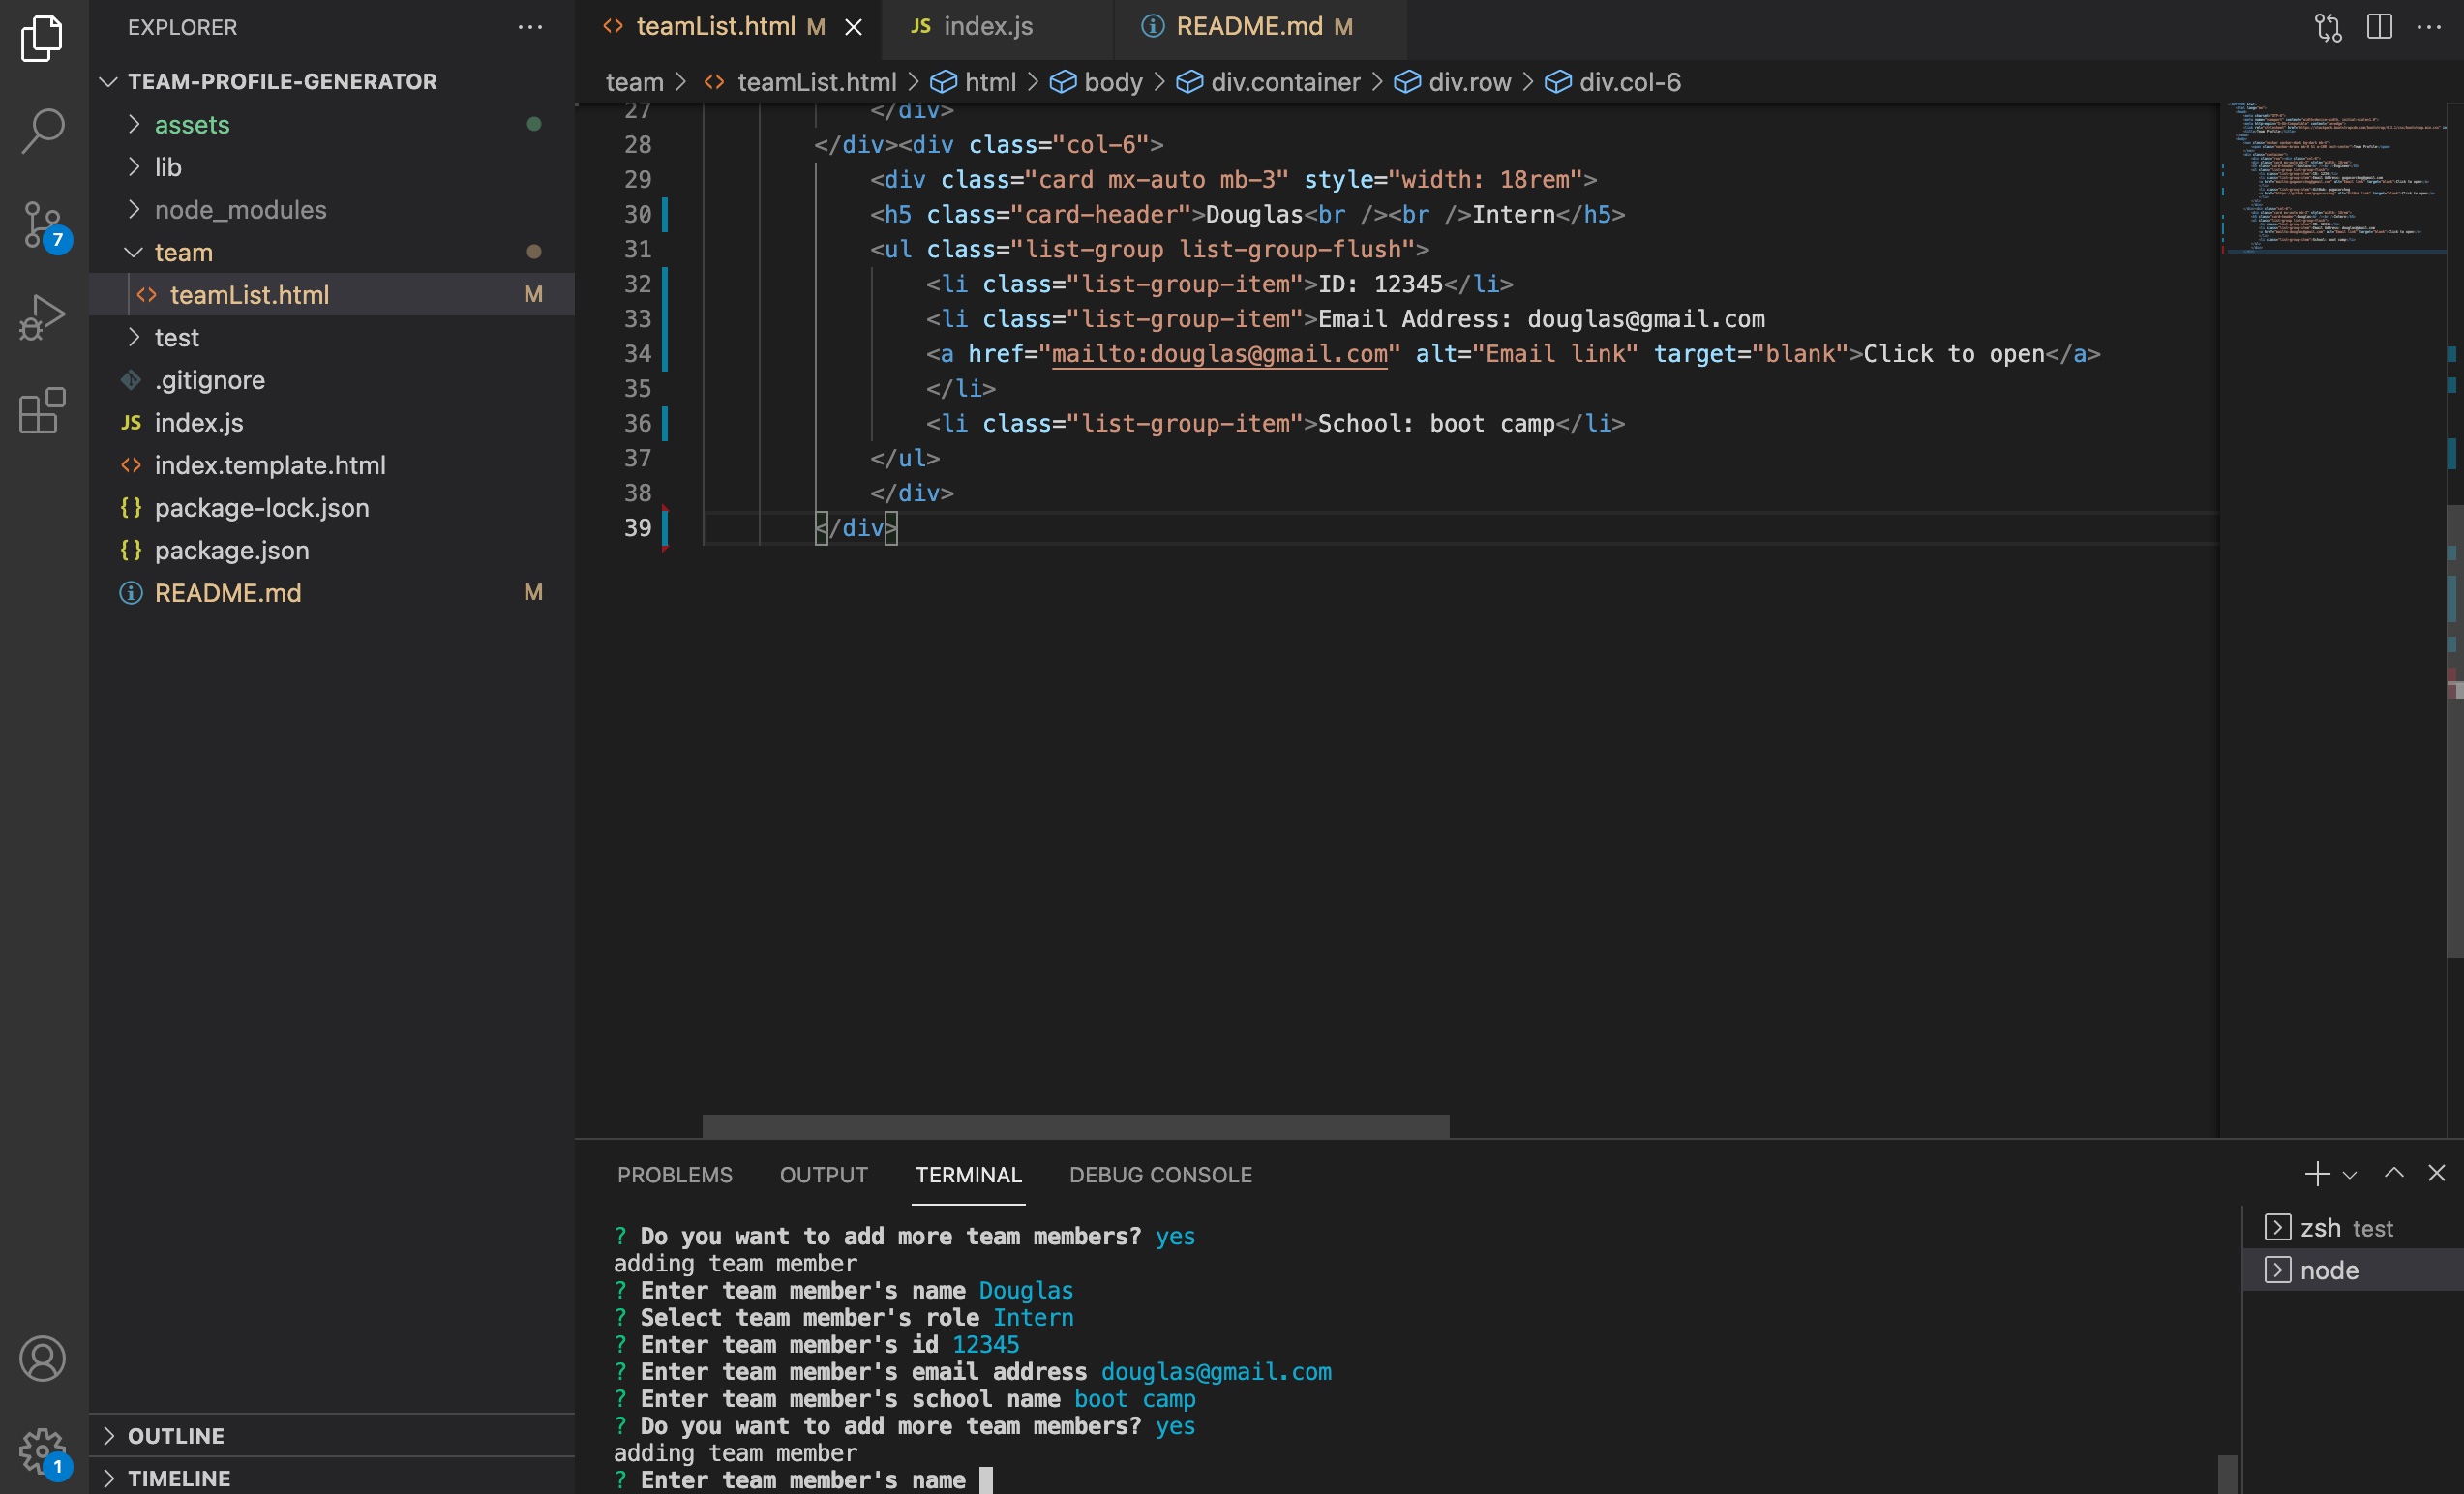 EXPLORER
TEAM-PROFILE-GENERATOR
assets
lib
node_modules
team
teamList.html M
test
.gitignore
JS index.js
index.template.html
{} package-lock.json
{} package.json
README.md M
OUTLINE
TIMELINE
7
1
teamList.html M
JS index.js
README.md M
team > teamList.html > html > body > div.container > div.row > div.col-6
27 </div>
28 </div><div class="col-6">
29 <div class="card mx-auto mb-3" style="width: 18rem">
30 <h5 class="card-header">Douglas<br /><br />Intern</h5>
31 <ul class="list-group list-group-flush">
32 <li class="list-group-item">ID: 12345</li>
33 <li class="list-group-item">Email Address: douglas@gmail.com
34 <a href="mailto:douglas@gmail.com" alt="Email link" target="blank">Click to open</a>
35 </li>
36 <li class="list-group-item">School: boot camp</li>
37 </ul>
38 </div>
39 </div>
PROBLEMS OUTPUT TERMINAL DEBUG CONSOLE
? Do you want to add more team members? yes
adding team member
? Enter team member's name Douglas
? Select team member's role Intern
? Enter team member's id 12345
? Enter team member's email address douglas@gmail.com
? Enter team member's school name boot camp
? Do you want to add more team members? yes
adding team member
? Enter team member's name
zsh test
node